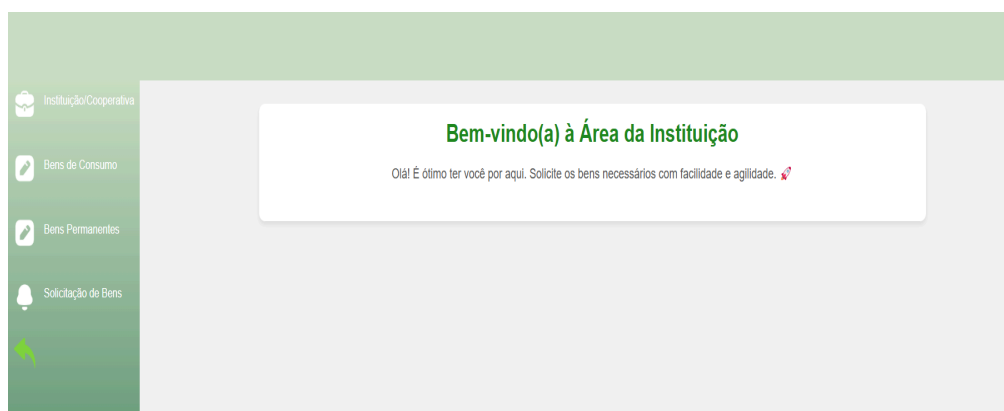 Instituição/Cooperativa
Bens de Consumo
Bens Permanentes
Solicitação de Bens
Bem-vindo(a) à Área da Instituição
Olá! É ótimo ter você por aqui. Solicite os bens necessários com facilidade e agilidade. 🚀